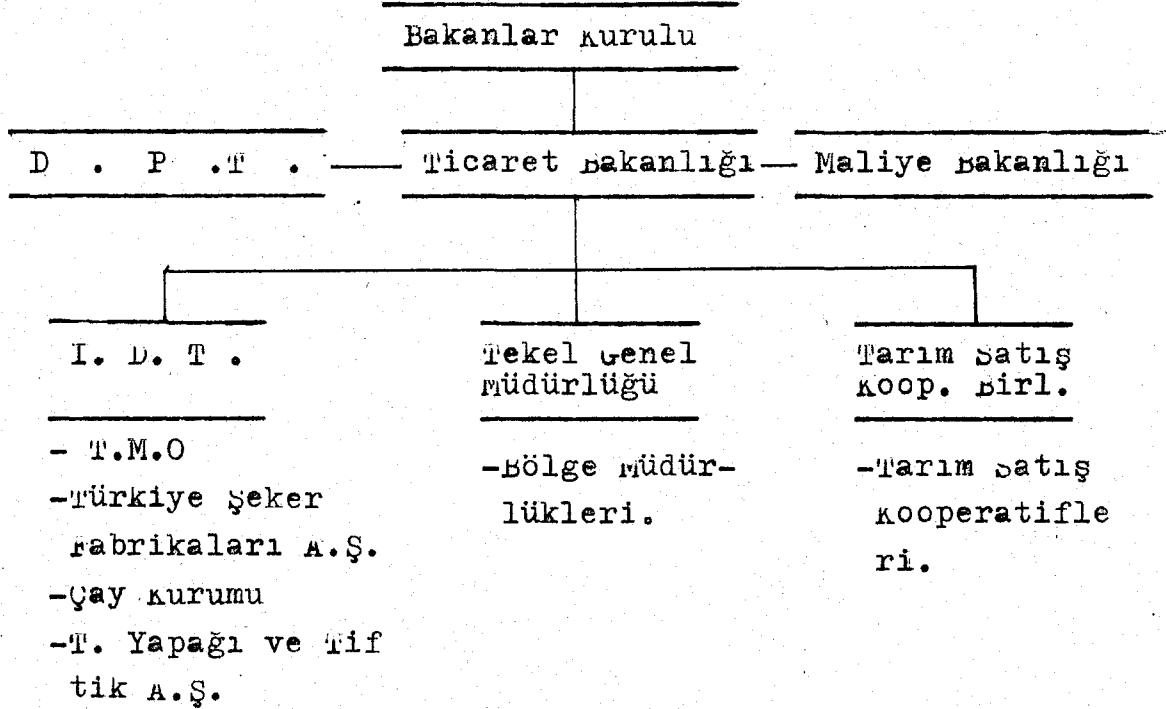 Bakanlar Kurulu
D . P .T .
Ticaret Bakanlığı
Maliye Bakanlığı
I. D. T .
- T.M.O
-Türkiye Şeker
Fabrikaları A.Ş.
-Çay Kurumu
-T. Yapağı ve Tif
tik A.Ş.
Tekel Genel
Müdürlüğü
-Bölge Müdür-
lükleri.
Tarım Satış
Koop. Birl.
-Tarım Satış
Kooperatifle
ri.